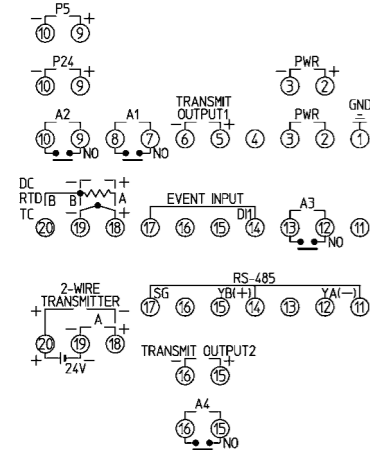 P5
− +
10 9
P24 PWR
− + − +
10 9 3 2
A2 A1 TRANSMIT OUTPUT1 PWR GND
− +
10 9 8 7 6 5 4 3 2 1
NO NO
DC − +
RTD B B A EVENT INPUT A3
TC − + DI1
20 19 18 17 16 15 14 13 12 11
NO
RS-485
2-WIRE TRANSMITTER SG YB(+) YA(−)
+ − 17 16 15 14 13 12 11
− A +
20 19 18
+ − 24V
TRANSMIT OUTPUT2
− +
16 15
A4
16 15
NO